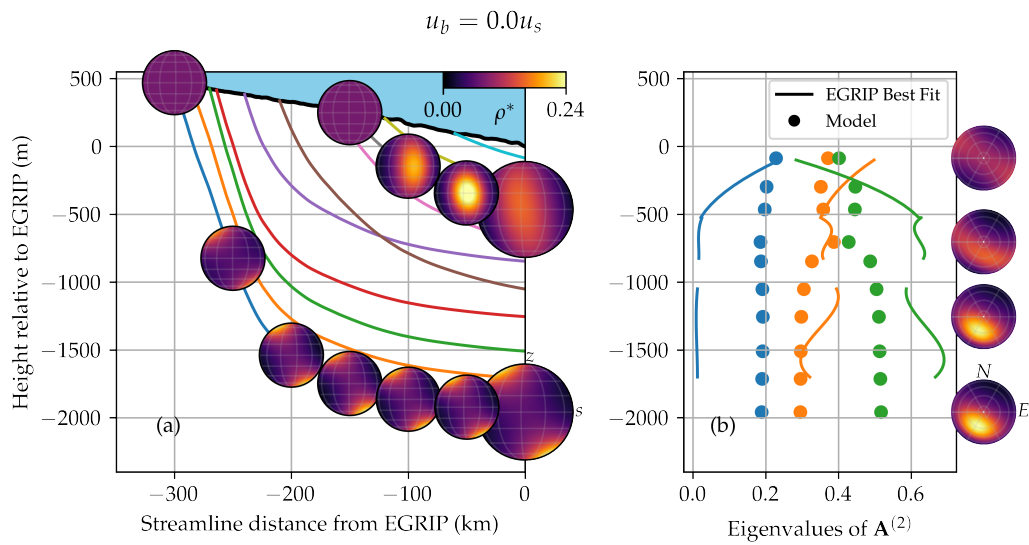 u_b = 0.0u_s
Height relative to EGRIP (m)
500
0
−500
−1000
−1500
−2000
0.00
ρ*
0.24
z
s
(a)
−300
−200
−100
0
Streamline distance from EGRIP (km)
500
0
−500
−1000
−1500
−2000
EGRIP Best Fit
Model
N
E
(b)
0.0
0.2
0.4
0.6
Eigenvalues of A^(2)